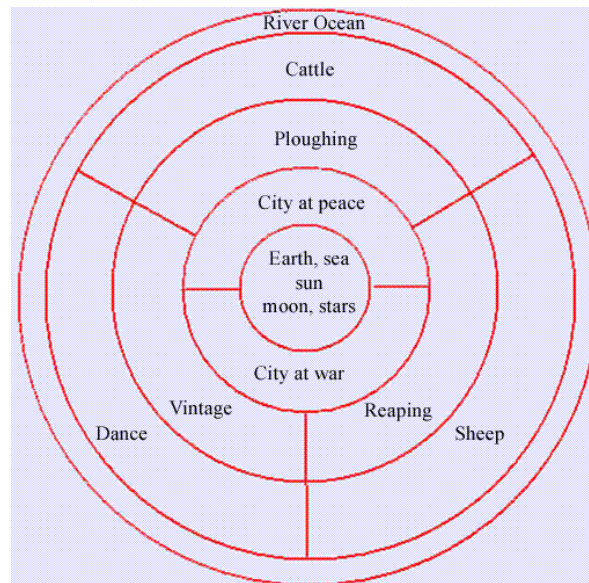 River Ocean
Cattle
Ploughing
City at peace
Earth, sea
sun
moon, stars
City at war
Vintage
Reaping
Dance
Sheep